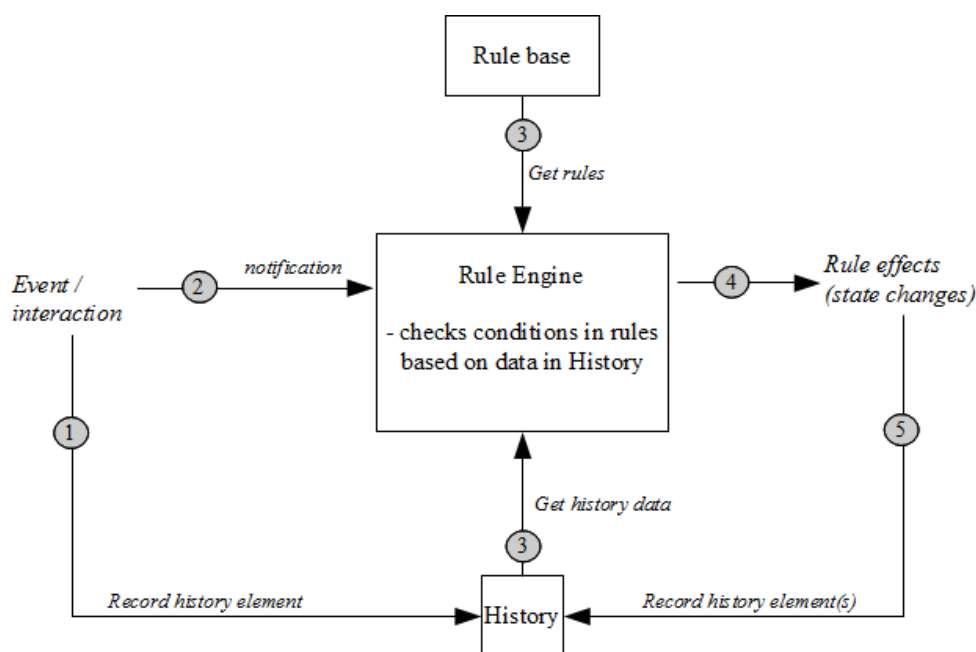 Rule base
3
Get rules
Event /
interaction
2
notification
Rule Engine
- checks conditions in rules
based on data in History
4
Rule effects
(state changes)
1
5
Get history data
3
Record history element
History
Record history element(s)